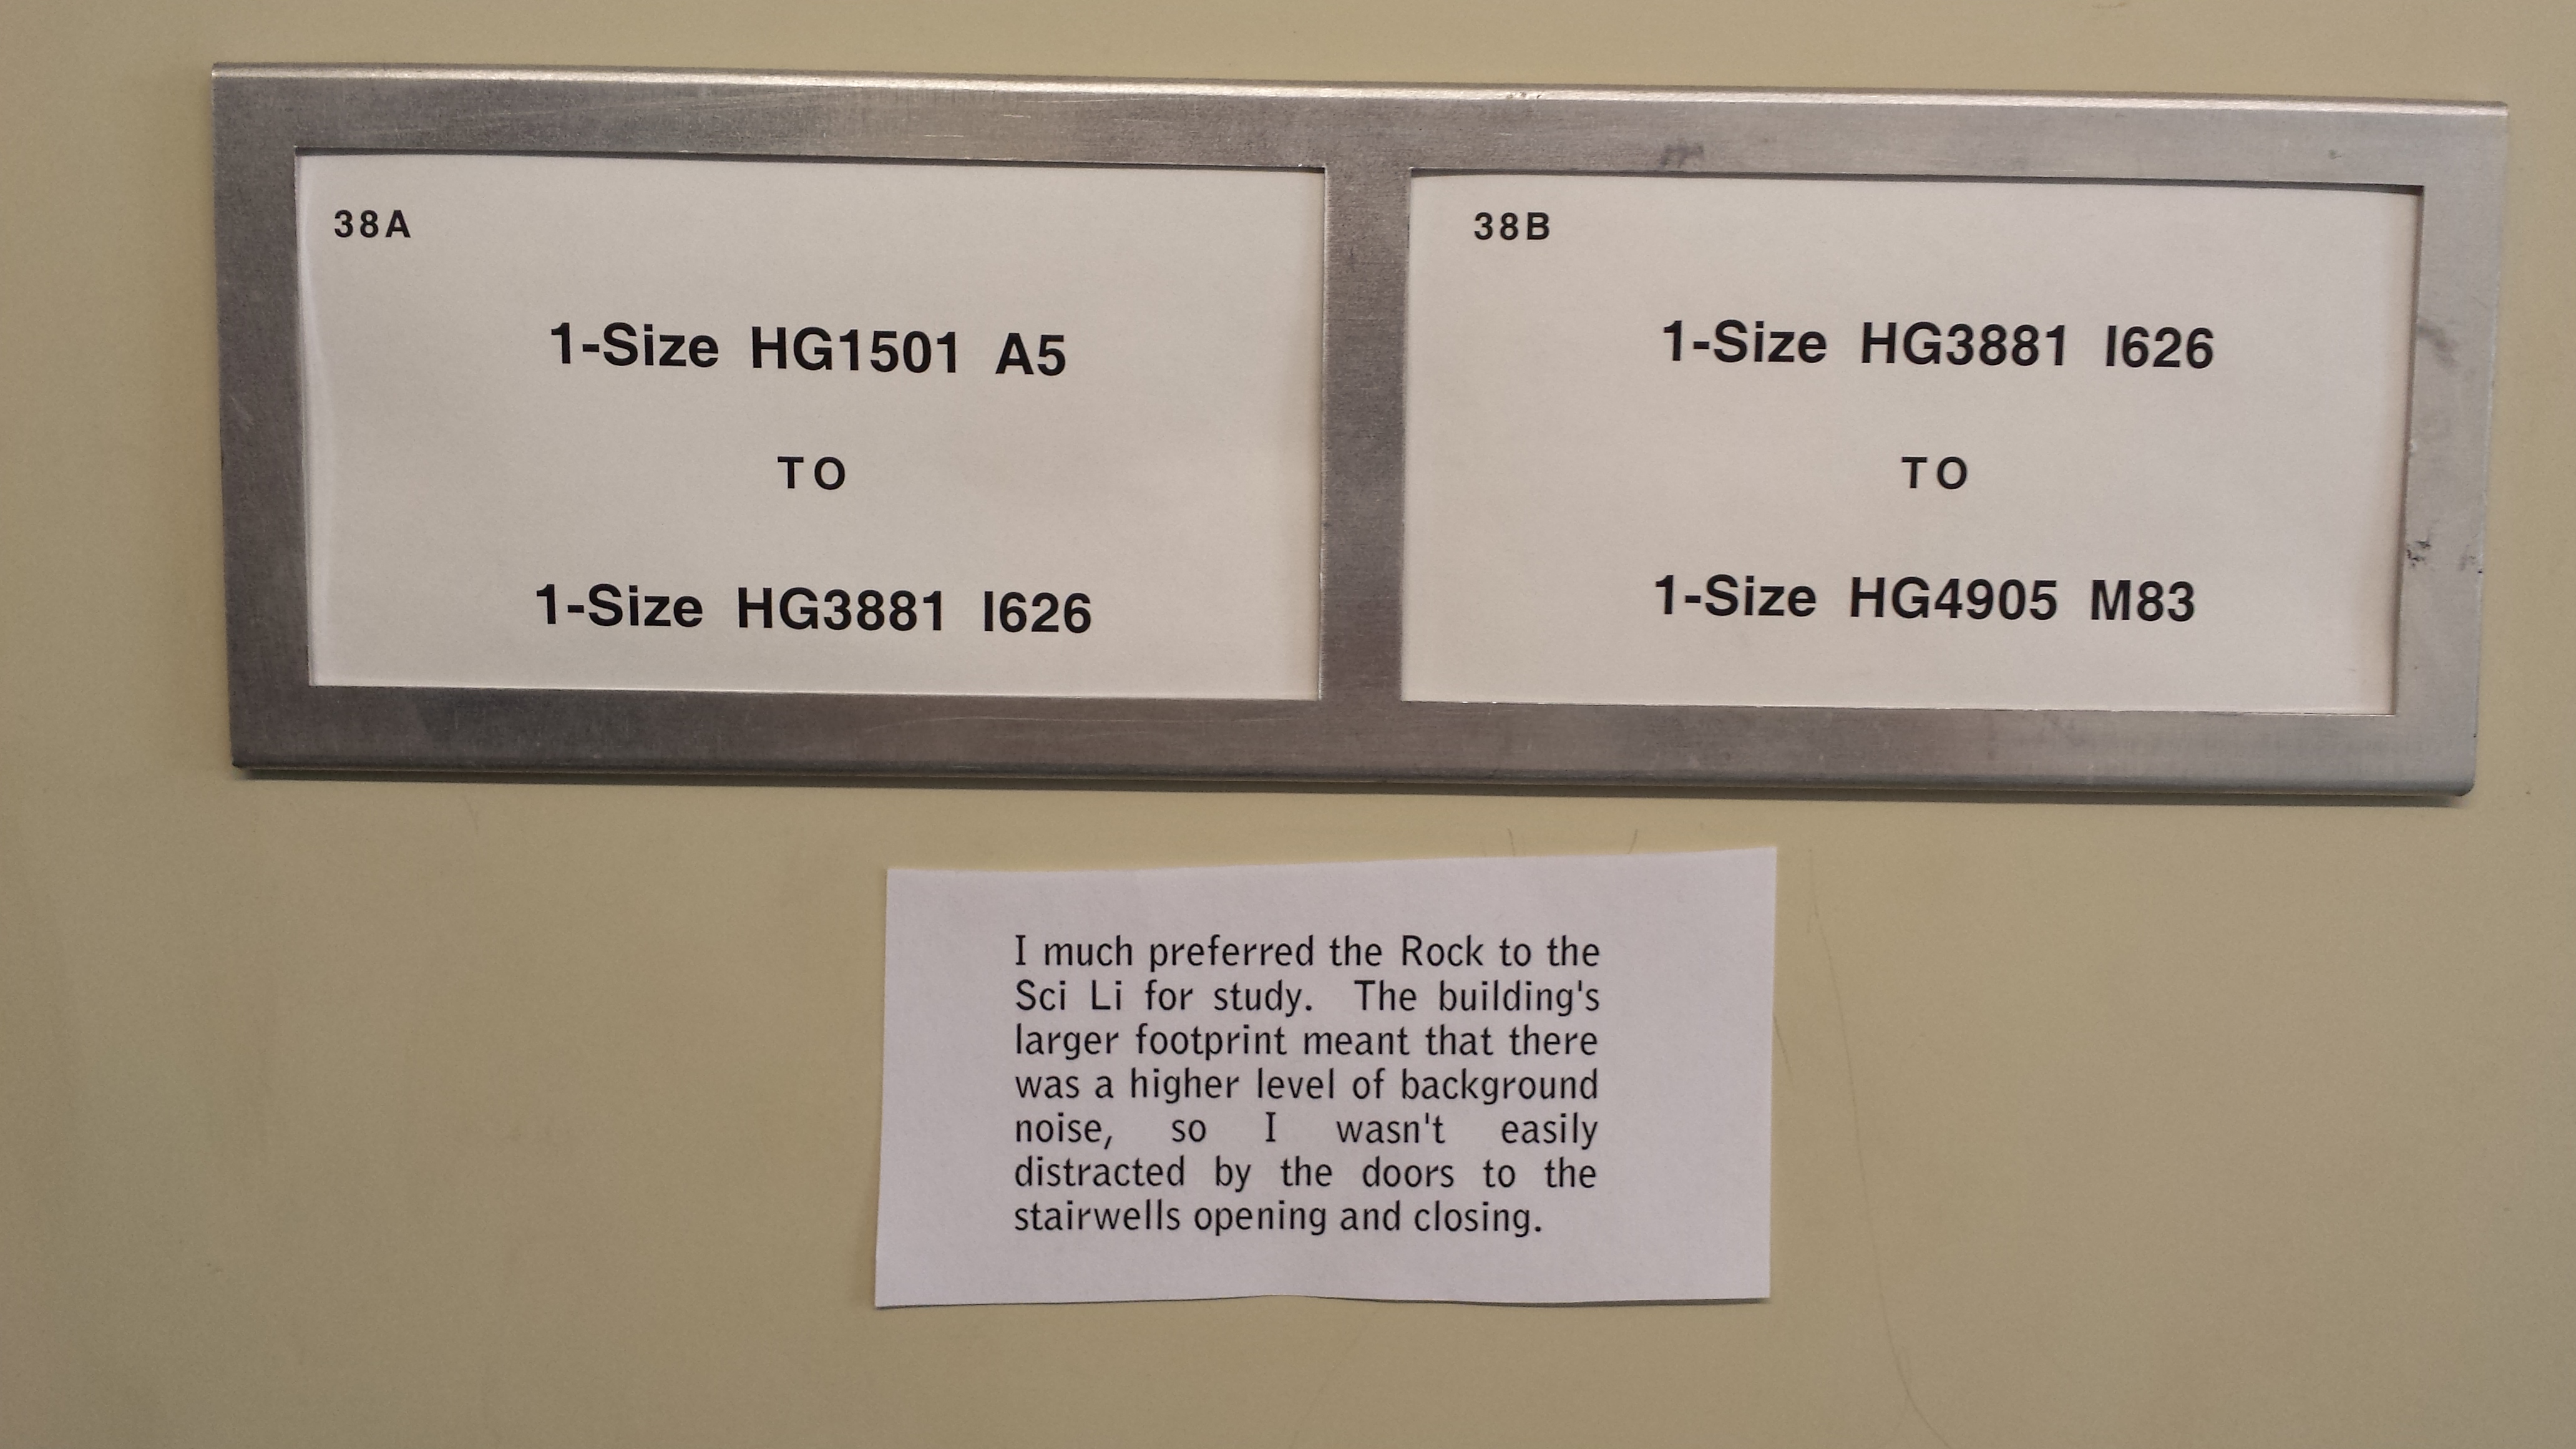 38A
1-Size HG1501 A5
TO
1-Size HG3881 I626
38B
1-Size HG3881 I626
TO
1-Size HG4905 M83
I much preferred the Rock to the
Sci Li for study. The building's
larger footprint meant that there
was a higher level of background
noise, so I wasn't easily
distracted by the doors to the
stairwells opening and closing.